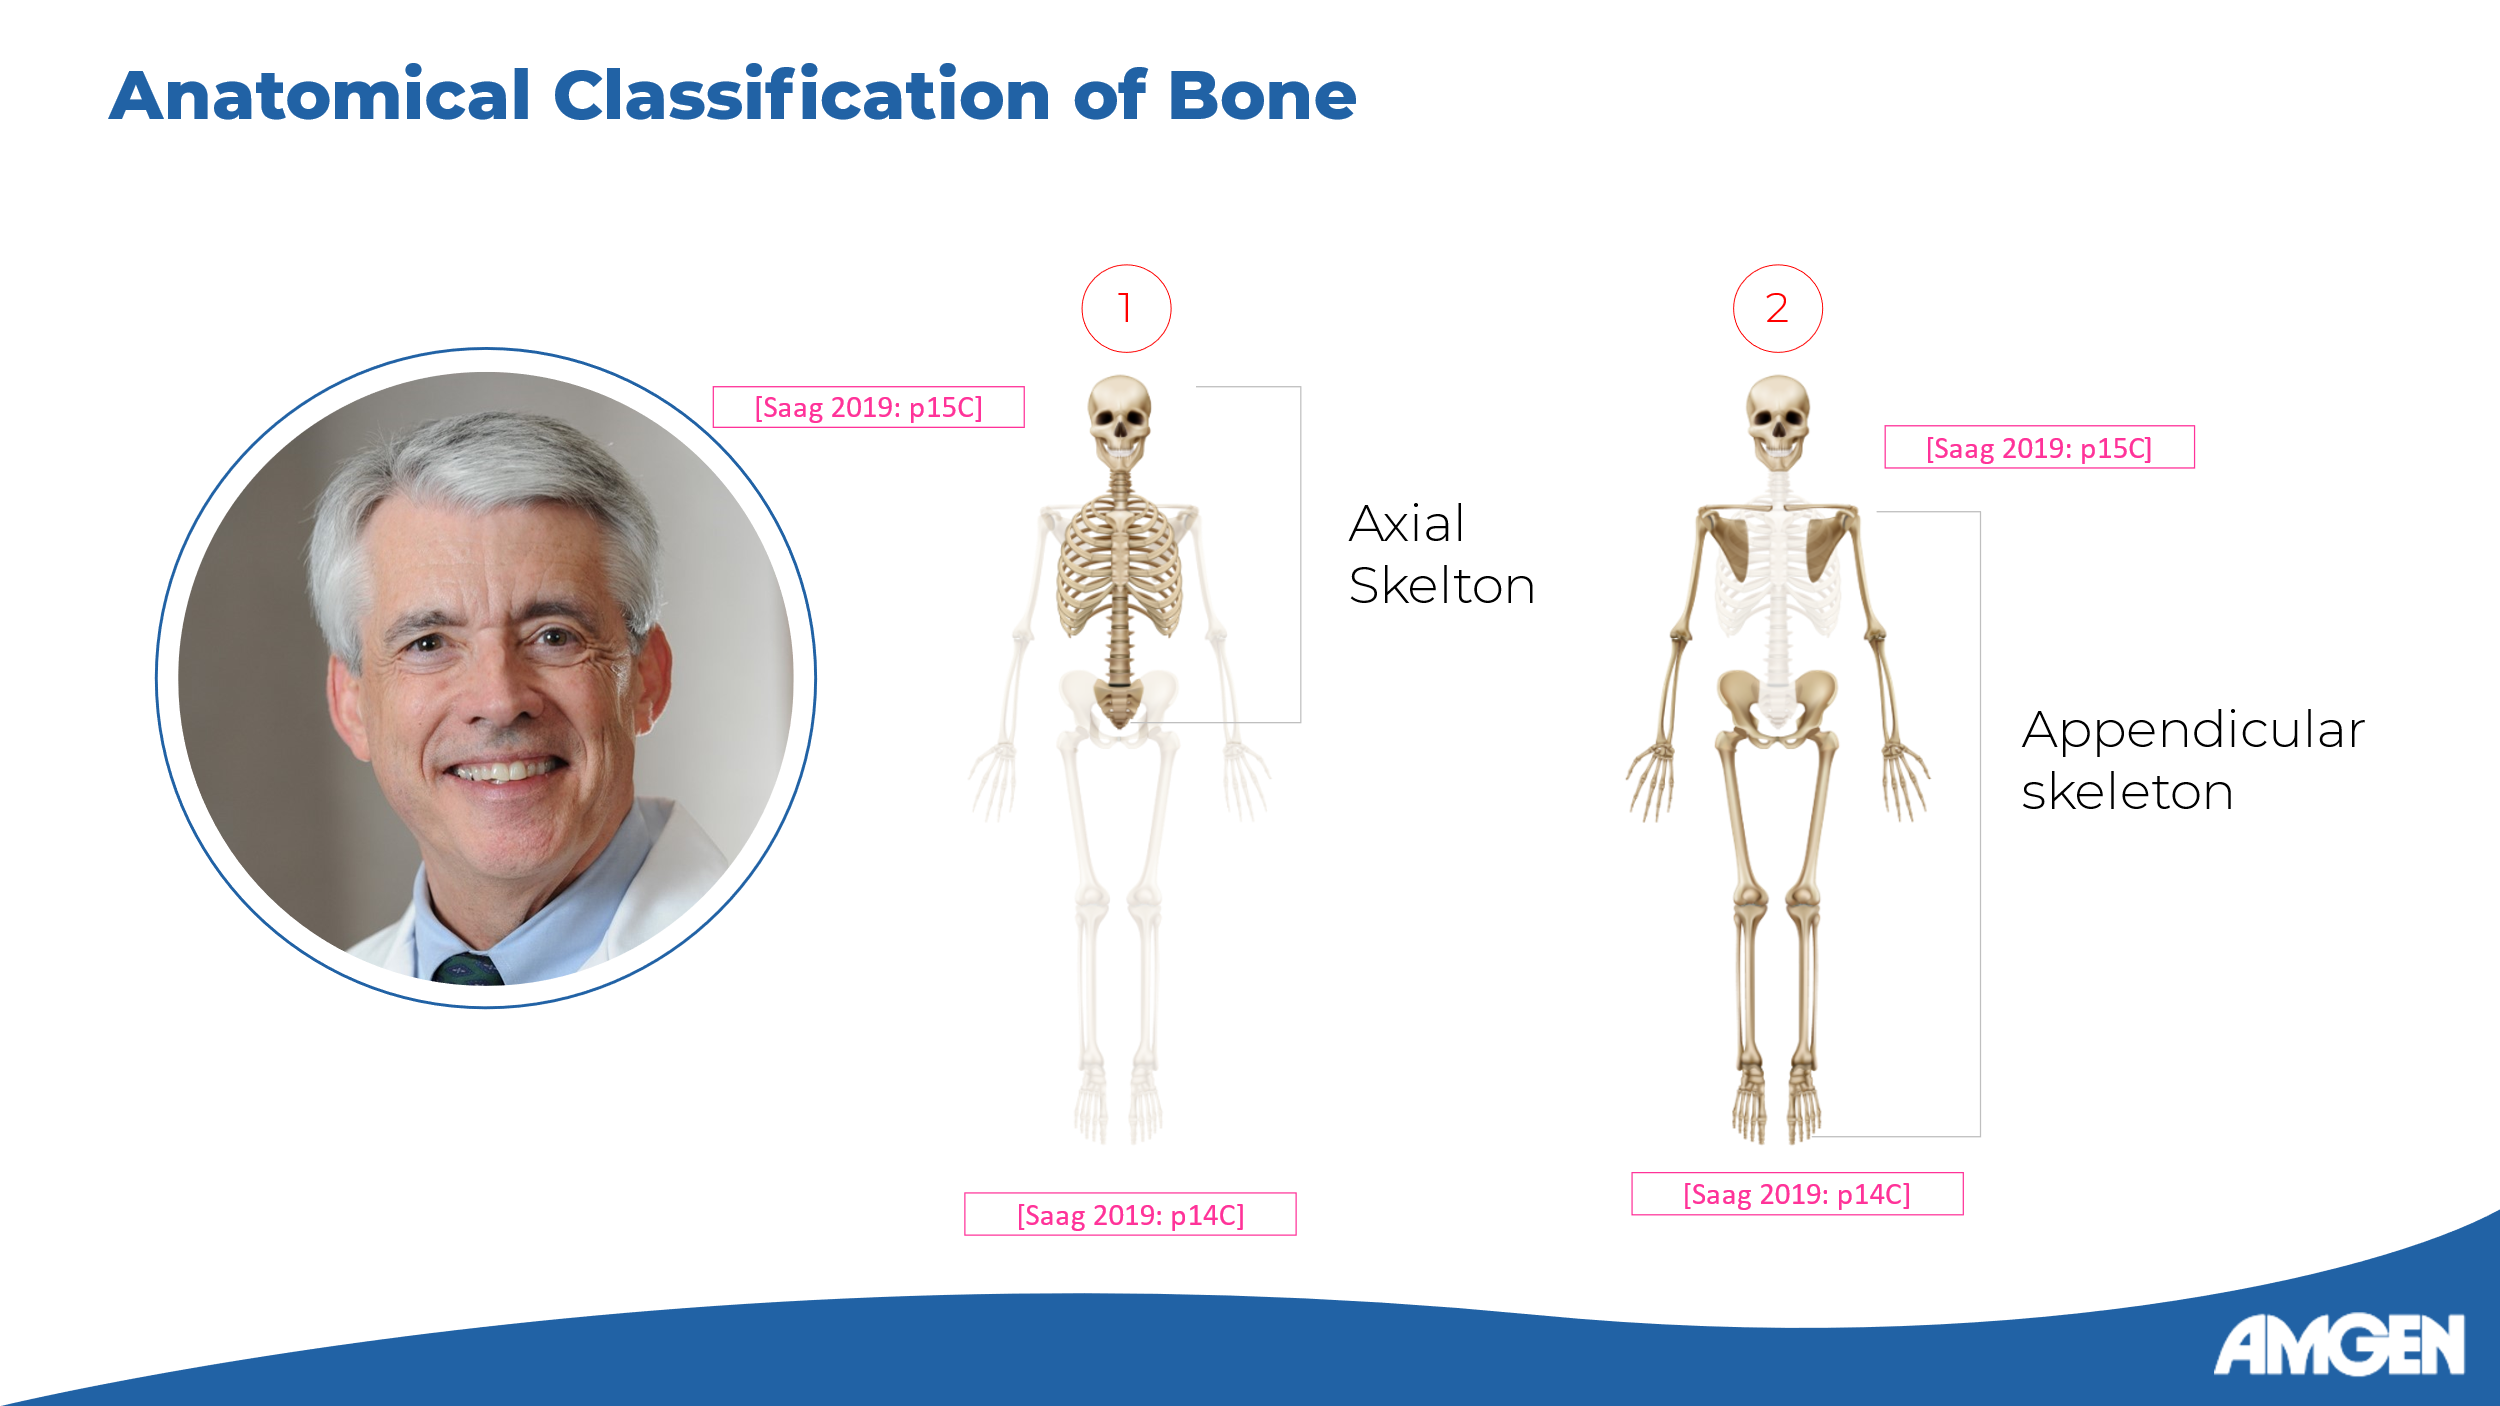 Anatomical Classification of Bone
1
2
[Saag 2019: p15C]
[Saag 2019: p15C]
Axial
Skelton
Appendicular
skeleton
[Saag 2019: p14C]
[Saag 2019: p14C]
AMGEN